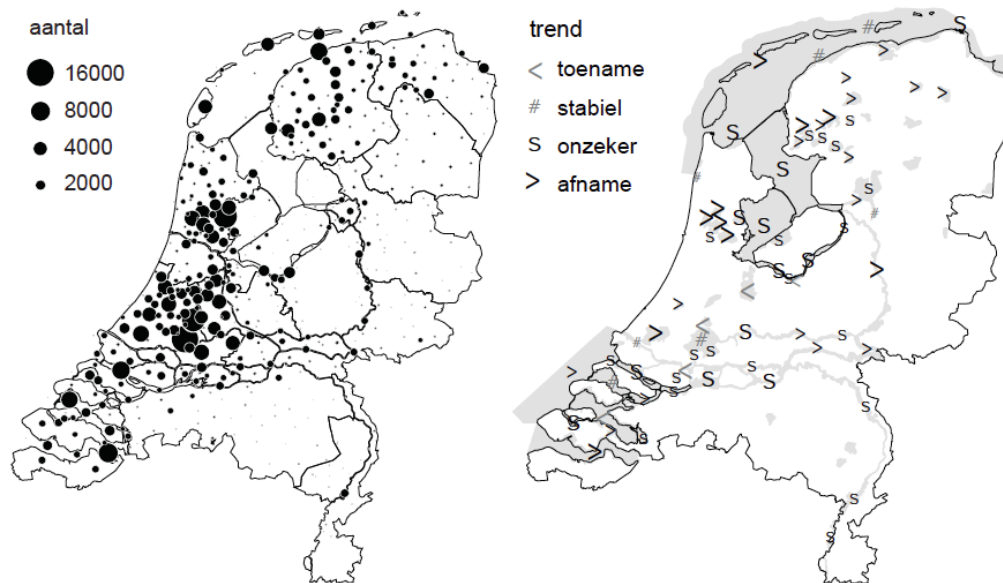 aantal
16000
8000
4000
2000
trend
< toename
# stabiel
S onzeker
> afname